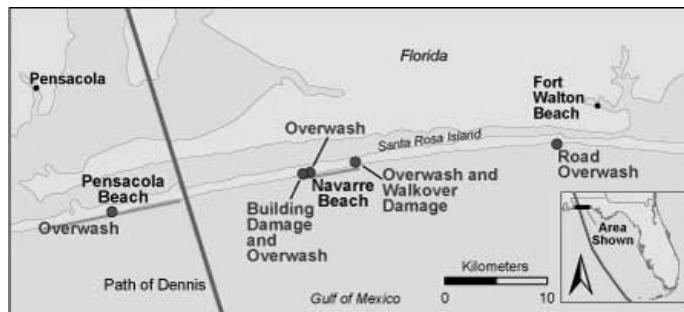 Florida
Pensacola
Fort
Walton
Beach
Overwash
Santa Rosa Island
Pensacola
Beach
Overwash
Navarre
Beach
Building
Damage
and
Overwash
Overwash and
Walkover
Damage
Road
Overwash
Path of Dennis
Gulf of Mexico
Kilometers
0
10
Area
Shown